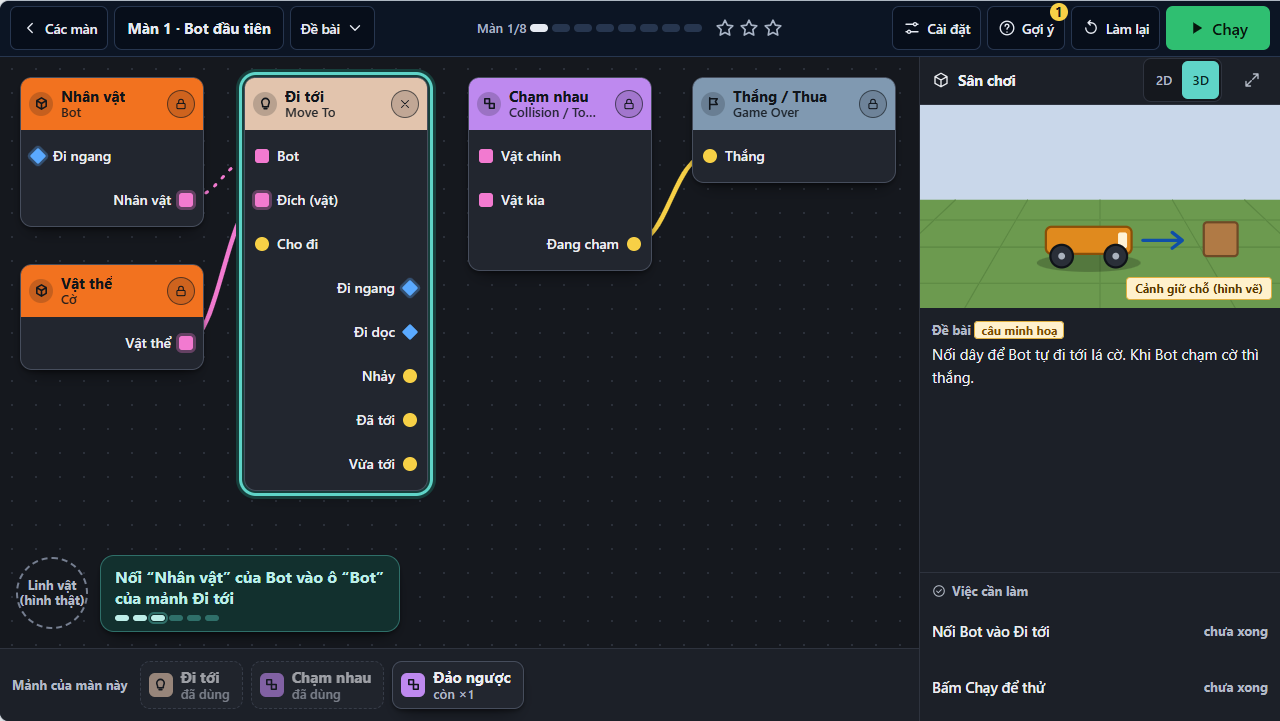 Các màn
Màn 1 · Bot đầu tiên
Đề bài
Màn 1/8
Cài đặt
Gợi ý
1
Làm lại
Chạy
Nhân vật
Bot
Đi ngang
Nhân vật
Vật thể
Cờ
Vật thể
Đi tới
Move To
Bot
Đích (vật)
Cho đi
Đi ngang
Đi dọc
Nhảy
Đã tới
Vừa tới
Chạm nhau
Collision / To...
Vật chính
Vật kia
Đang chạm
Thắng / Thua
Game Over
Thắng
Sân chơi
2D
3D
Cảnh giữ chỗ (hình vẽ)
Đề bài câu minh hoạ
Nối dây để Bot tự đi tới lá cờ. Khi Bot chạm cờ thì
thắng.
Việc cần làm
Nối Bot vào Đi tới
chưa xong
Bấm Chạy để thử
chưa xong
Linh vật
(hình thật)
Nối “Nhân vật” của Bot vào ô “Bot”
của mảnh Đi tới
Mảnh của màn này
Đi tới
đã dùng
Chạm nhau
đã dùng
Đảo ngược
còn ×1